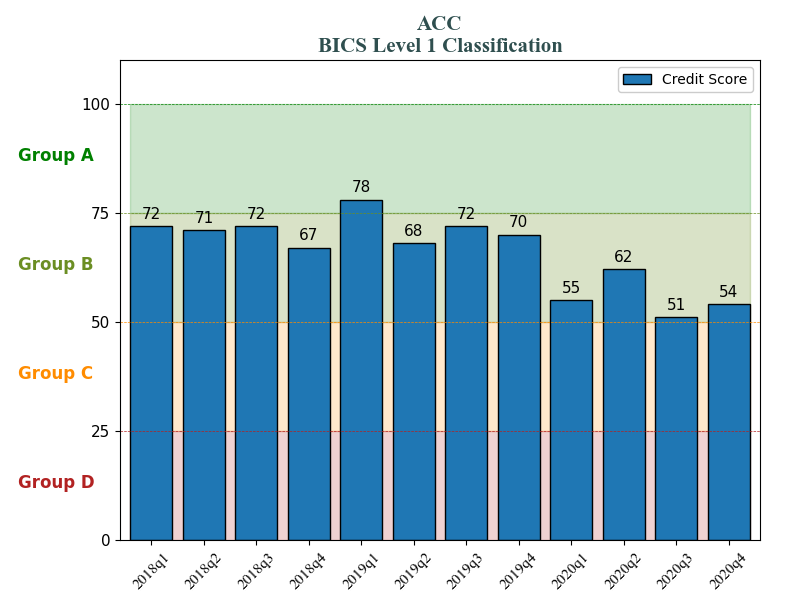 ACC
BICS Level 1 Classification
Credit Score
100
Group A
78
75
72 71 72 67 68 72 70
Group B
62
55 51 54
50
Group C
25
Group D
0
2018q1 2018q2 2018q3 2018q4 2019q1 2019q2 2019q3 2019q4 2020q1 2020q2 2020q3 2020q4